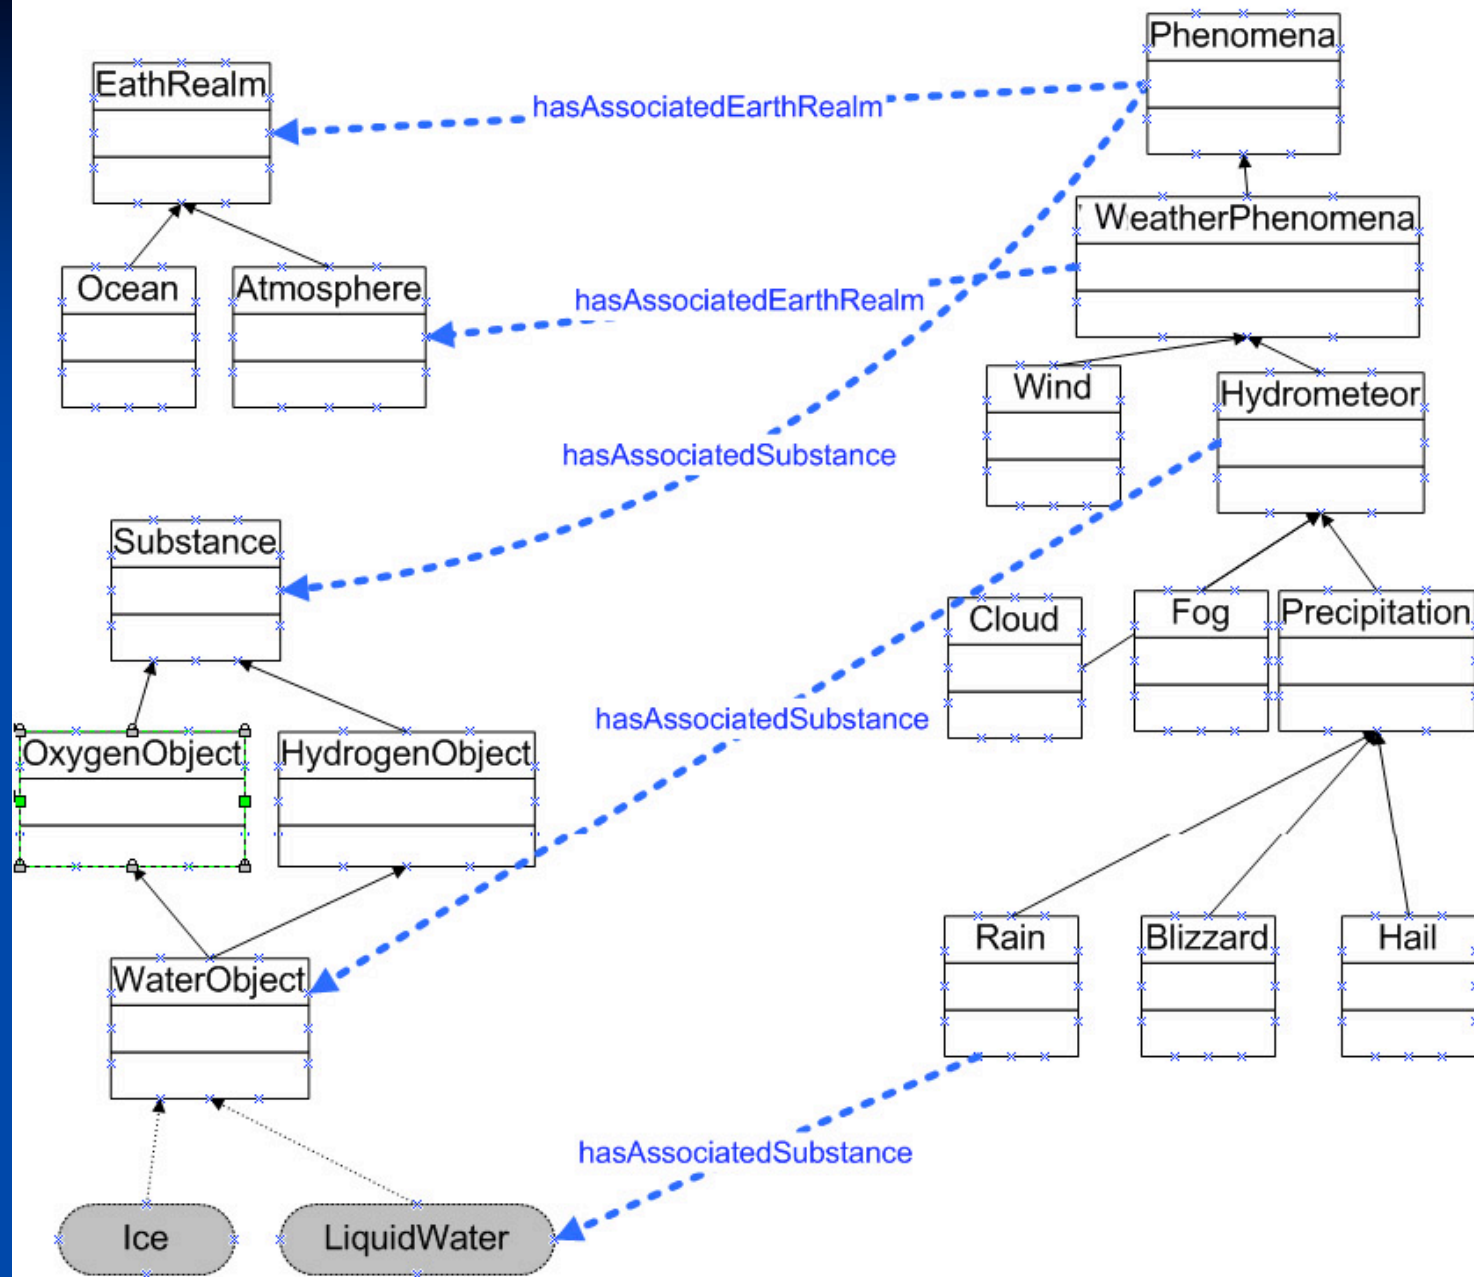 Phenomena
EathRealm
hasAssociatedEarthRealm
WeatherPhenomena
Ocean
Atmosphere
hasAssociatedEarthRealm
Wind
Hydrometeor
hasAssociatedSubstance
Substance
Cloud
Fog
Precipitation
hasAssociatedSubstance
OxygenObject
HydrogenObject
Rain
Blizzard
Hail
WaterObject
hasAssociatedSubstance
Ice
LiquidWater